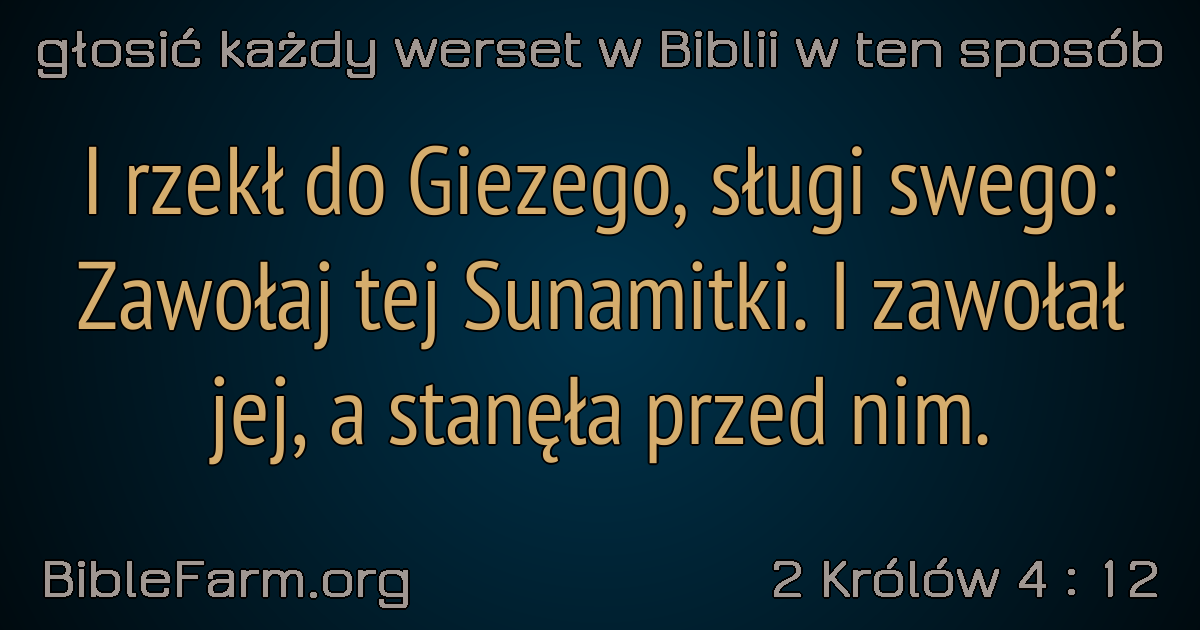 głosić każdy werset w Biblii w ten sposób
I rzekł do Giezego, sługi swego:
Zawołaj tej Sunamitki. I zawołał
jej, a stanęła przed nim.
BibleFarm.org
2 Królów 4 : 12